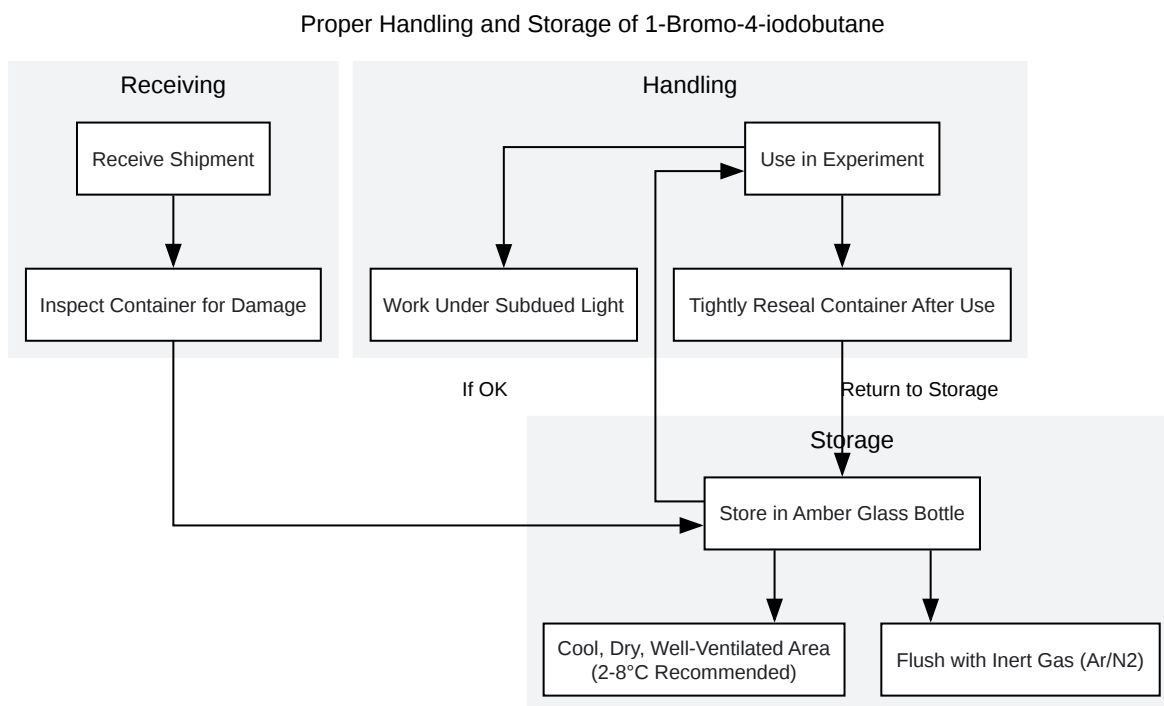 Proper Handling and Storage of 1-Bromo-4-iodobutane
Receiving
Handling
Receive Shipment
Use in Experiment
Inspect Container for Damage
Work Under Subdued Light
Tightly Reseal Container After Use
If OK
Return to Storage
Storage
Store in Amber Glass Bottle
Cool, Dry, Well-Ventilated Area
(2-8°C Recommended)
Flush with Inert Gas (Ar/N2)